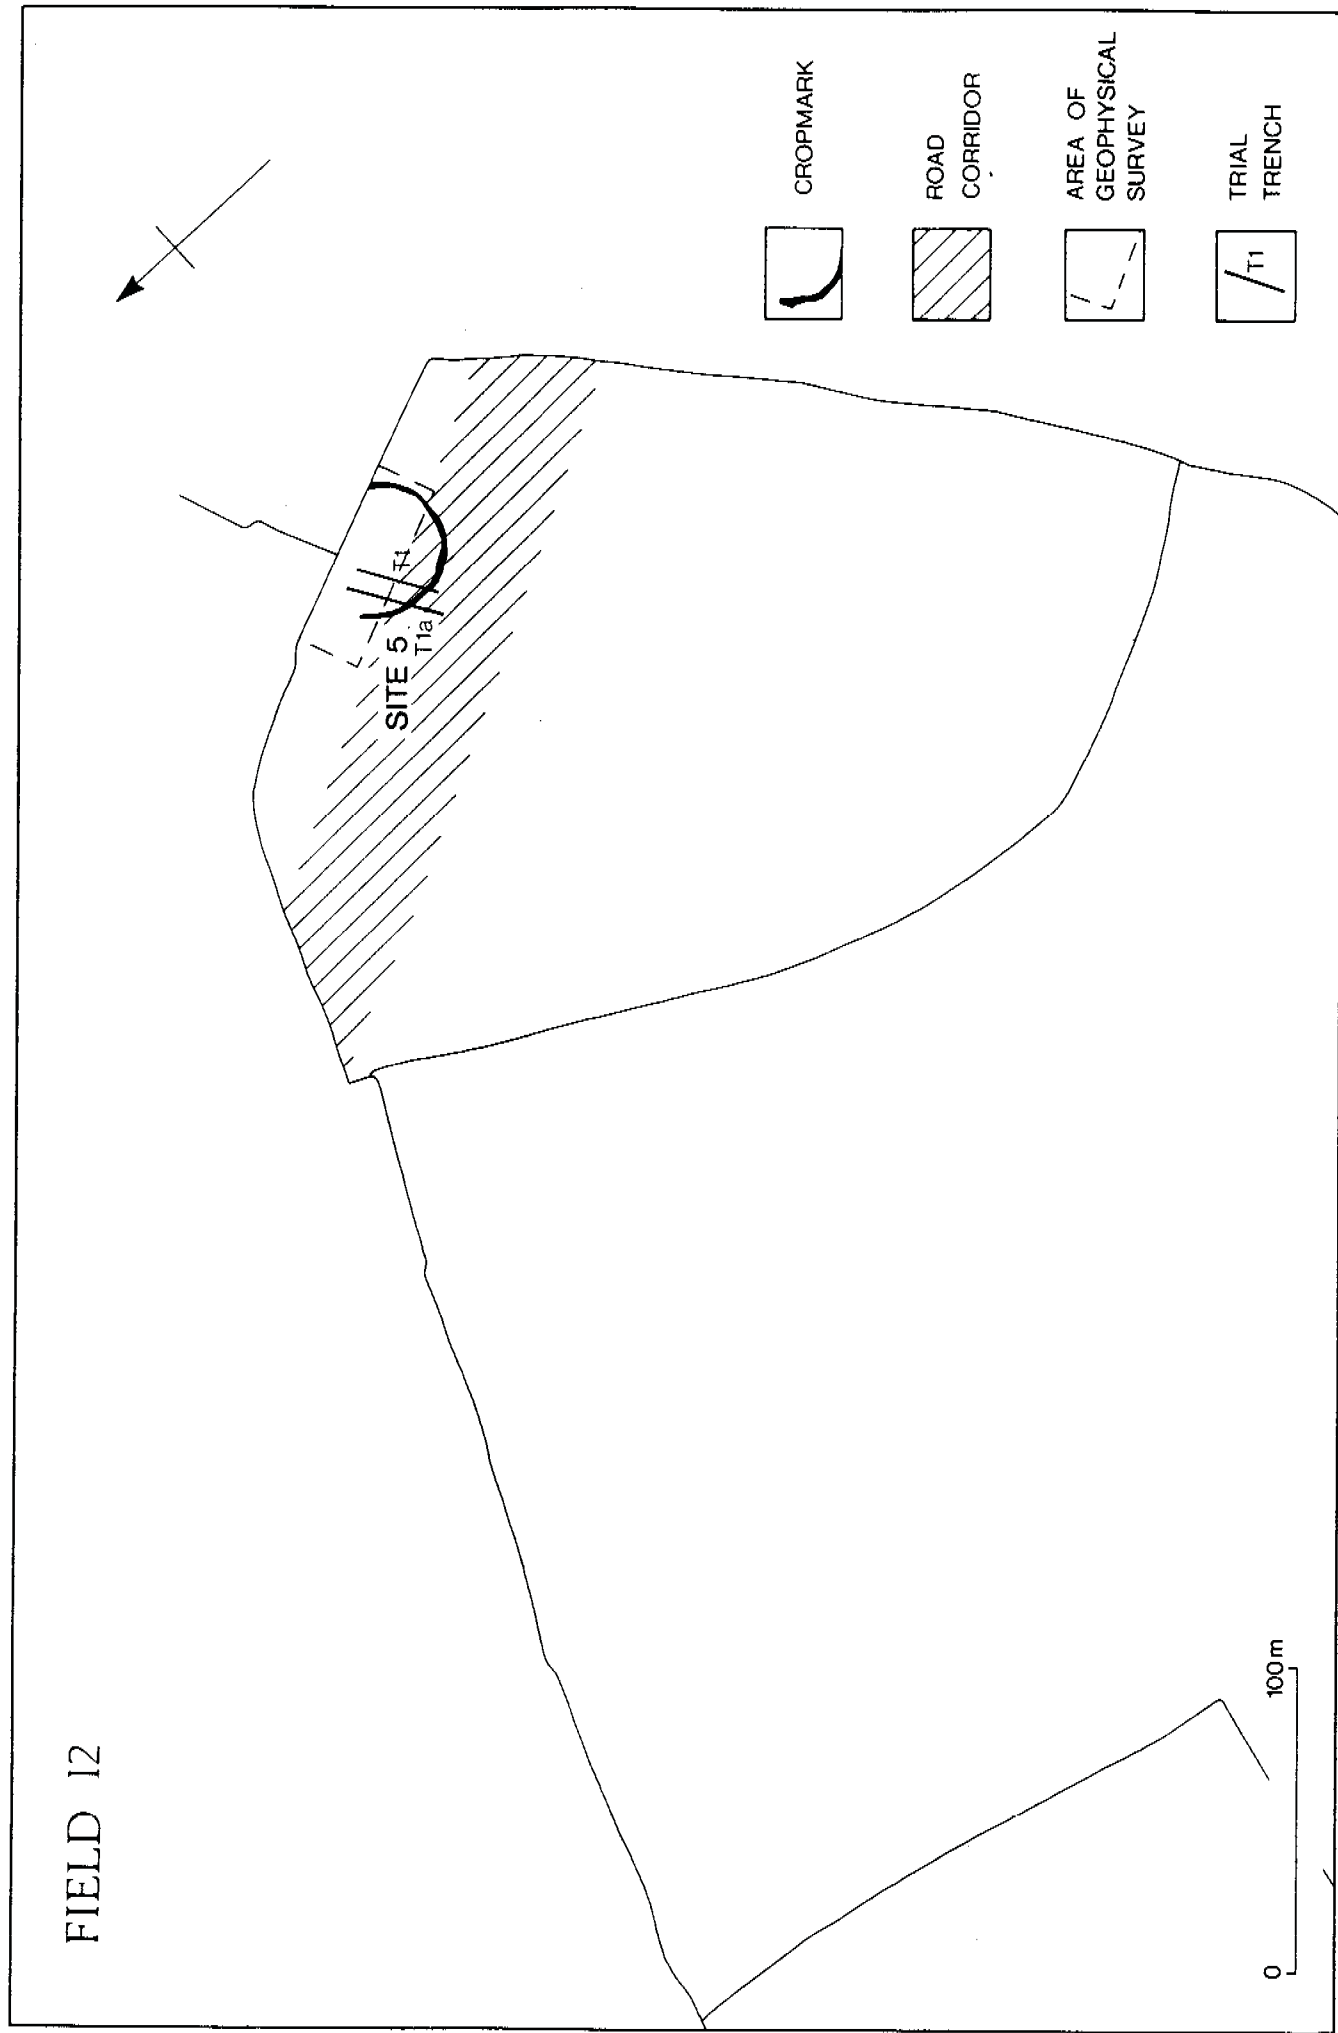 FIELD 12
SITE 5
T1a
T1
0
100m
CROPMARK
ROAD
CORRIDOR
AREA OF
GEOPHYSICAL
SURVEY
T1
TRIAL
TRENCH